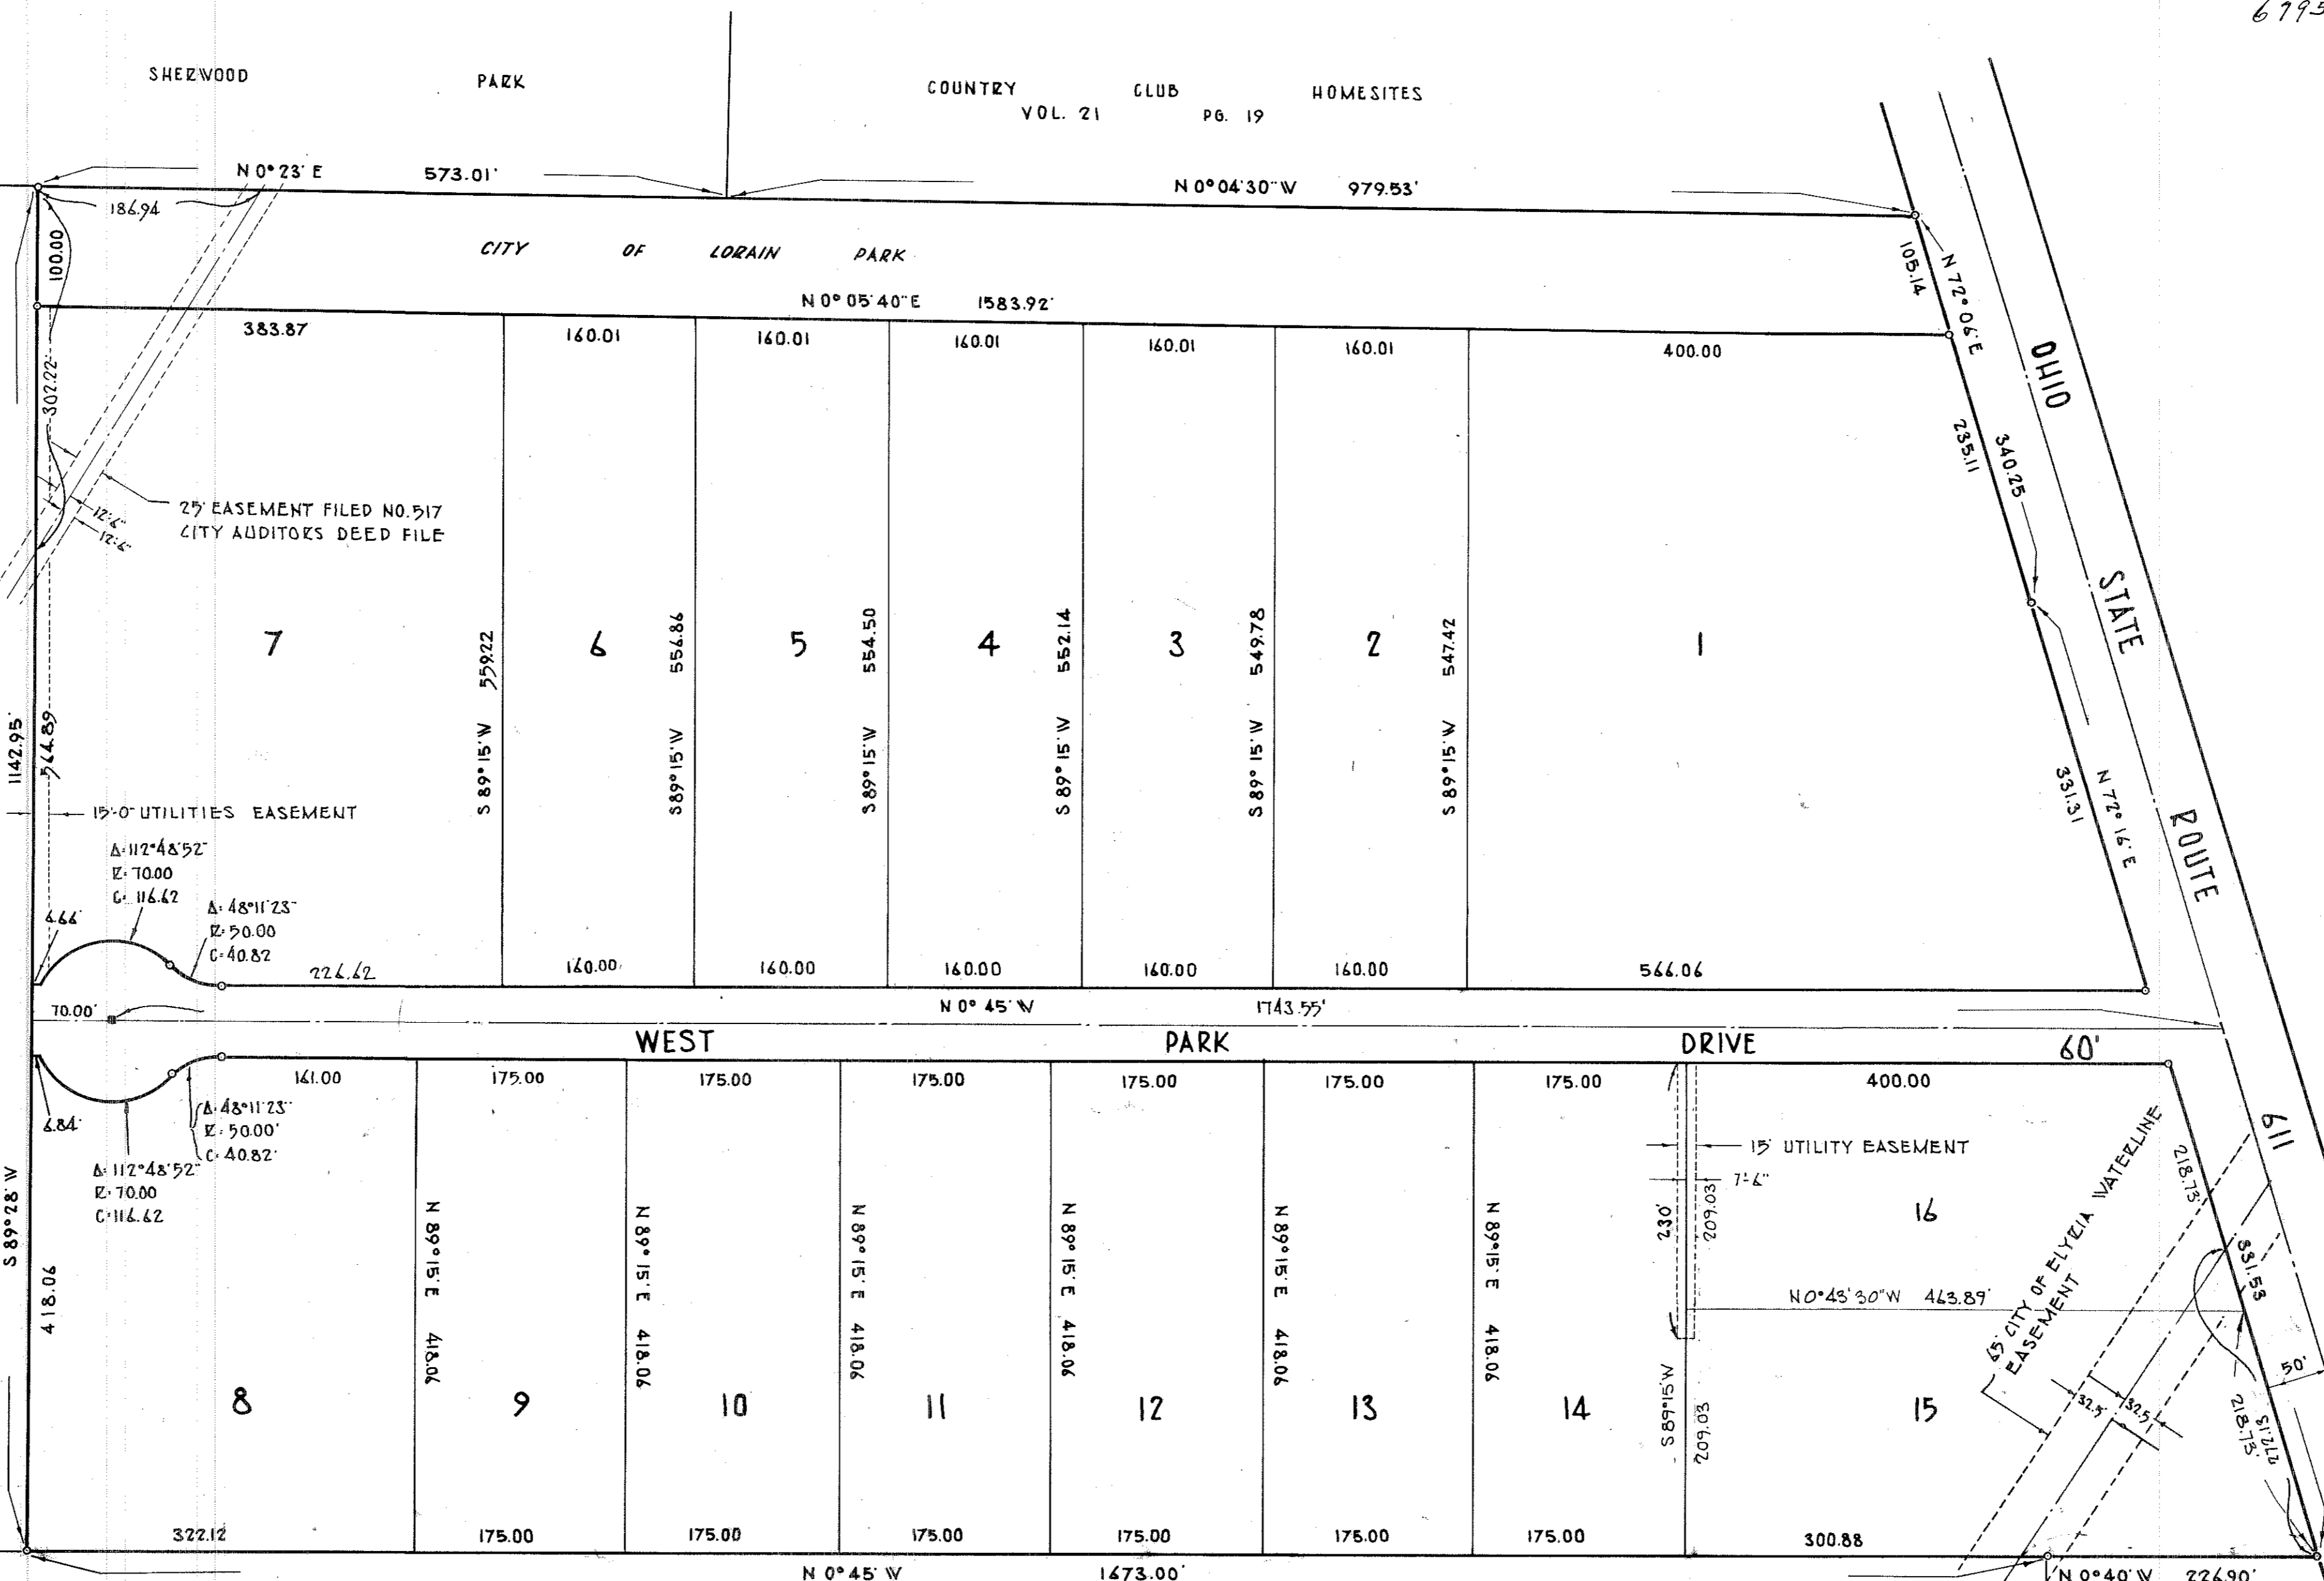 6795
SHERWOOD PARK
COUNTRY CLUB HOMESITES
VOL. 21 PG. 19
N 0° 23' E 573.01'
N 0° 04' 30" W 979.53'
186.94
100.00
CITY OF LORAIN PARK
105.14
N 72° 06' E
N 0° 05' 40" E 1583.92'
383.87
160.01
160.01
160.01
160.01
160.01
400.00
302.22
235.11
340.25
OHIO STATE ROUTE 611
25' EASEMENT FILED NO. 517
CITY AUDITORS DEED FILE
12'-6"
12'-6"
7
6
5
4
3
2
1
S 89° 15' W 559.22
S 89° 15' W 556.86
S 89° 15' W 554.50
S 89° 15' W 552.14
S 89° 15' W 549.78
S 89° 15' W 547.42
1142.95'
564.89
331.31
N 72° 16' E
15'-0" UTILITIES EASEMENT
Δ= 112° 48' 52"
R= 70.00
C= 116.62
Δ= 48° 11' 23"
R= 50.00
C= 40.82
6.66'
226.62
160.00
160.00
160.00
160.00
160.00
566.06
70.00'
N 0° 45' W 1743.55'
WEST PARK DRIVE 60'
161.00
175.00
175.00
175.00
175.00
175.00
175.00
400.00
6.84'
Δ= 48° 11' 23"
R= 50.00'
C= 40.82'
Δ= 112° 48' 52"
R= 70.00
C= 116.62
S 89° 28' W
418.06
N 89° 15' E 418.06
N 89° 15' E 418.06
N 89° 15' E 418.06
N 89° 15' E 418.06
N 89° 15' E 418.06
N 89° 15' E 418.06
15' UTILITY EASEMENT
7'-6"
230'
209.03
16
218.73'
N 0° 43' 30" W 463.89'
65' CITY OF ELYRIA WATERLINE
EASEMENT
331.53
50'
32.5'
32.5'
272.13
218.73'
S 89° 15' W
209.03
8
9
10
11
12
13
14
15
322.12
175.00
175.00
175.00
175.00
175.00
175.00
300.88
N 0° 45' W 1673.00'
N 0° 40' W 226.90'